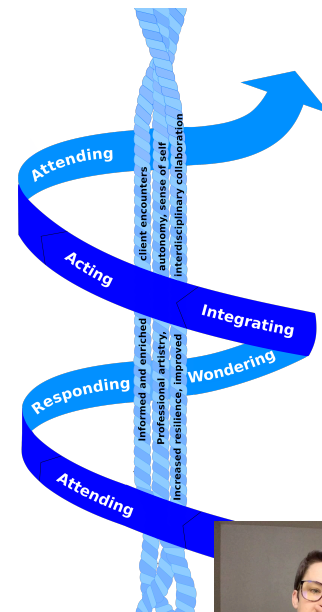 Attending
Acting
Integrating
Responding
Wondering
Attending
Informed and enriched client encounters
Professional artistry, autonomy, sense of self
Increased resilience, improved interdisciplinary collaboration